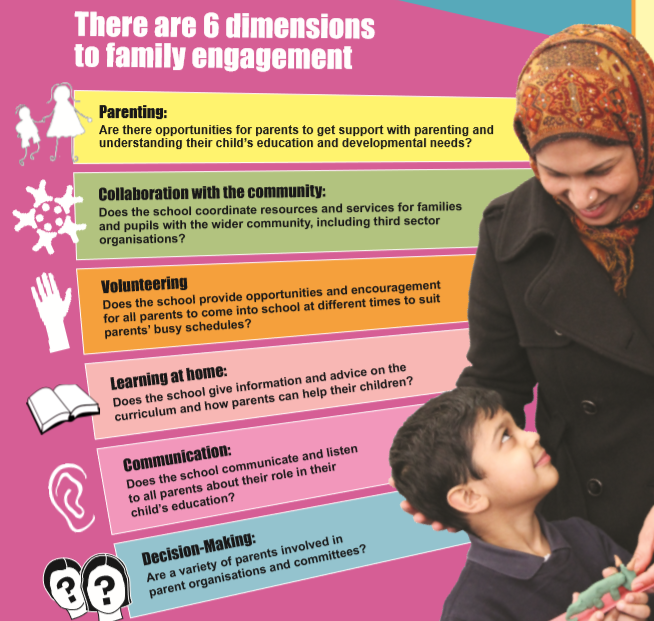 There are 6 dimensions
to family engagement
Parenting:
Are there opportunities for parents to get support with parenting and
understanding their child's education and developmental needs?
Collaboration with the community:
Does the school coordinate resources and services for families
and pupils with the wider community, including third sector
organisations?
Volunteering
Does the school provide opportunities and encouragement
for all parents to come into school at different times to suit
parents' busy schedules?
Learning at home:
Does the school give information and advice on the
curriculum and how parents can help their children?
Communication:
Does the school communicate and listen
to all parents about their role in their
child's education?
Decision-Making:
Are a variety of parents involved in
parent organisations and committees?
? ?